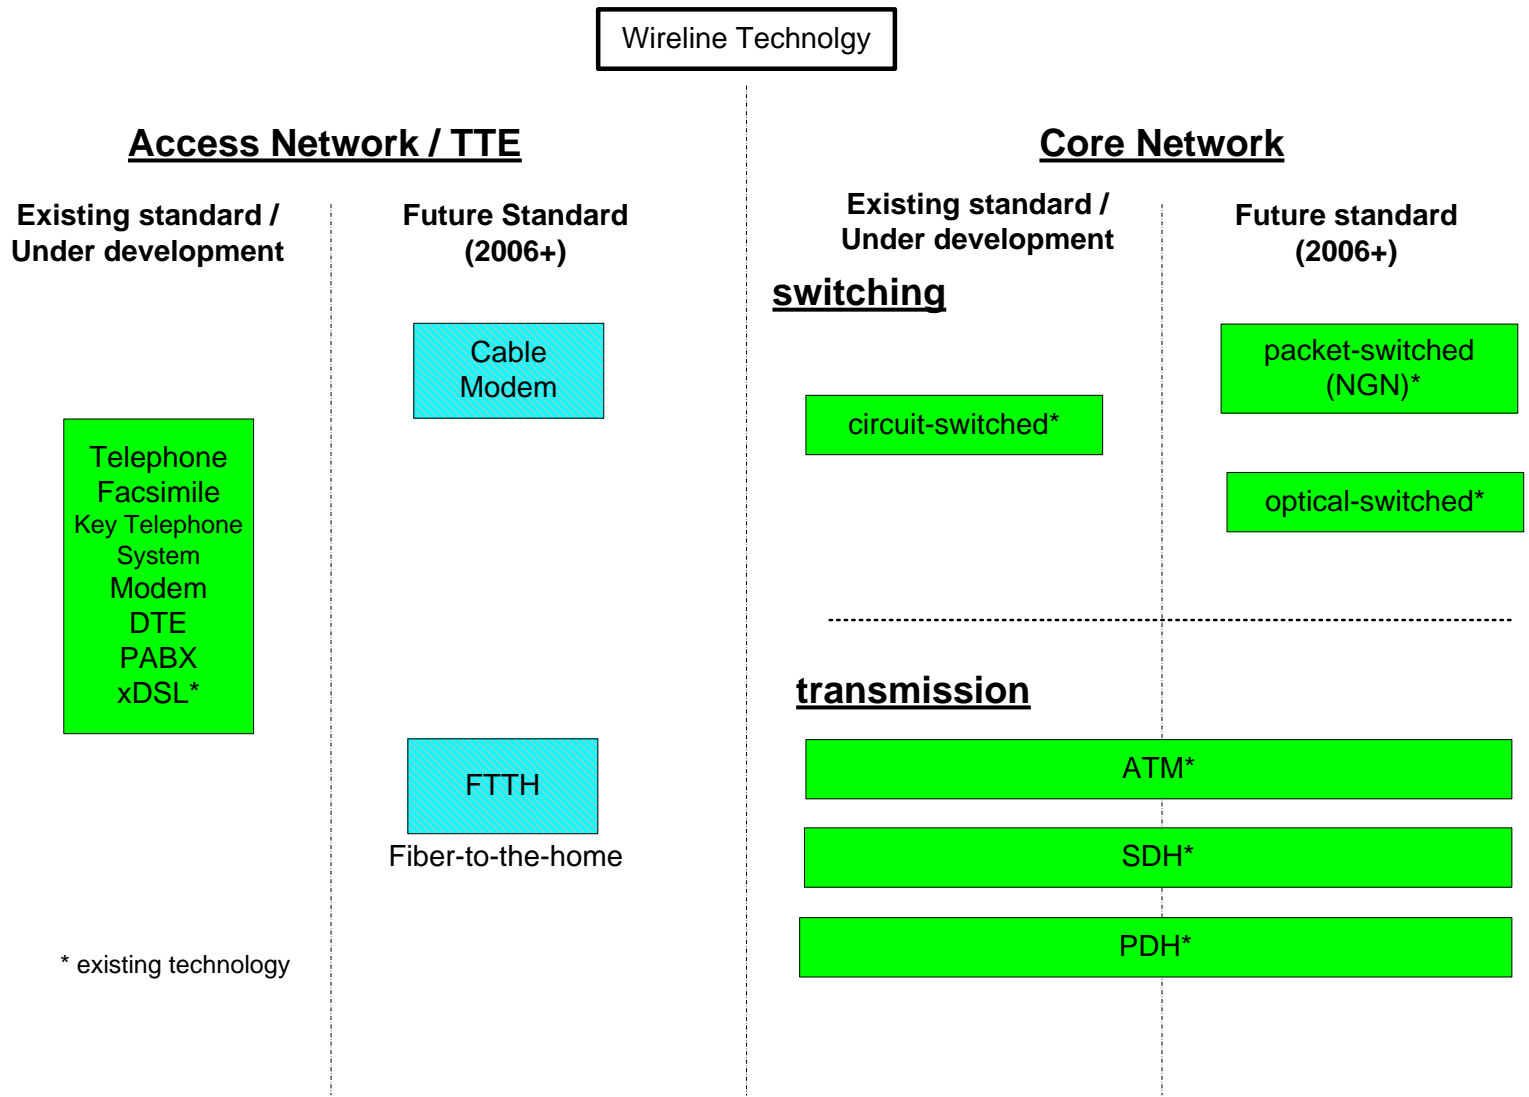 Wireline Technolgy
Access Network / TTE
Existing standard /
Under development
Future Standard
(2006+)
Cable
Modem
Telephone
Facsimile
Key Telephone
System
Modem
DTE
PABX
xDSL*
FTTH
Fiber-to-the-home
* existing technology
Core Network
Existing standard /
Under development
Future standard
(2006+)
switching
circuit-switched*
packet-switched
(NGN)*
optical-switched*
transmission
ATM*
SDH*
PDH*